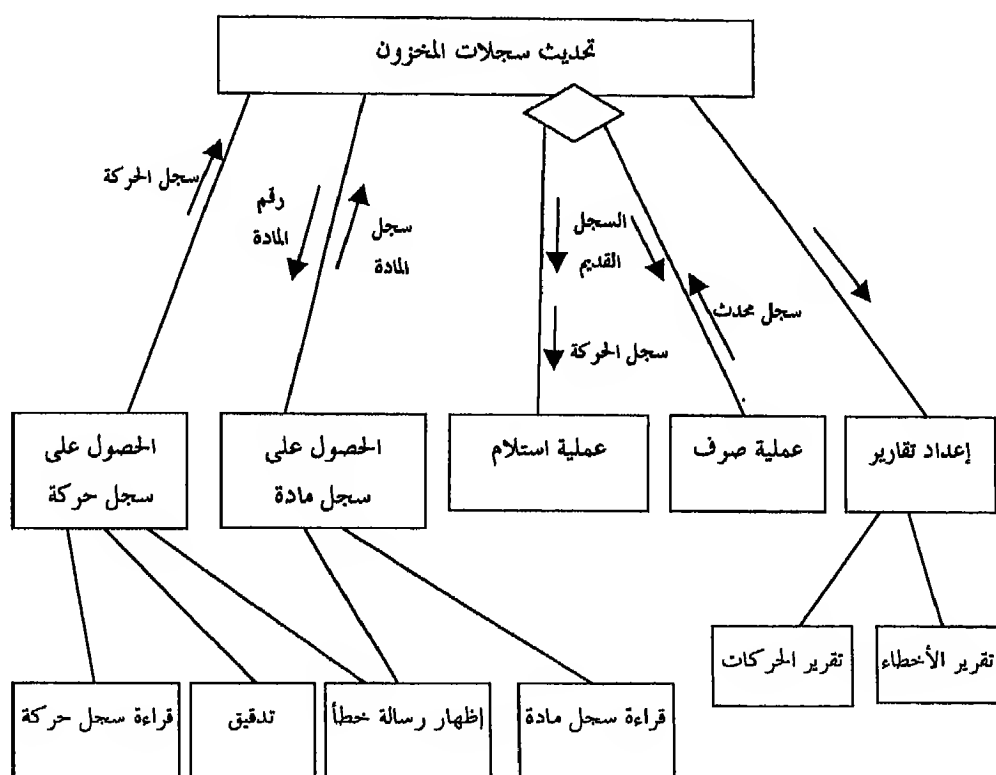 تحديث سجلات المخزون
سجل الحركة
رقم
المادة
سجل
المادة
السجل
القديم
سجل الحركة
سجل محدث
الحصول على
سجل حركة
الحصول على
سجل مادة
عملية استلام
عملية صرف
إعداد تقارير
تقرير الحركات
تقرير الأخطاء
قراءة سجل حركة
تدقيق
اظهار رسالة خطأ
قراءة سجل مادة